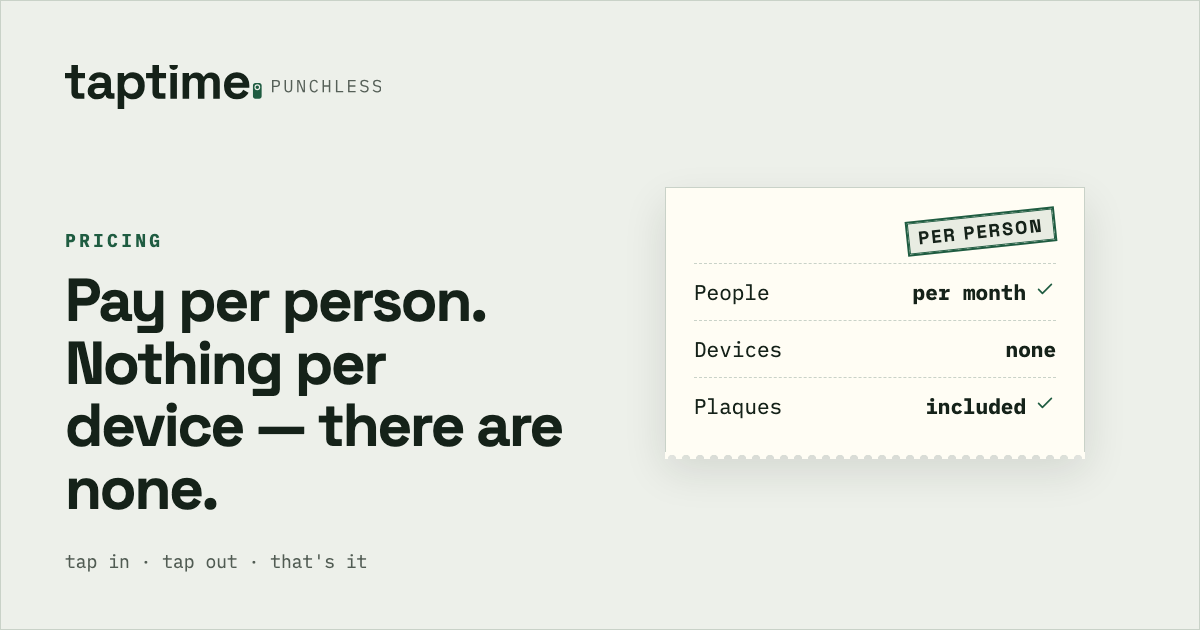 taptime. PUNCHLESS
PRICING
Pay per person.
Nothing per
device — there are
none.
tap in · tap out · that's it
PER PERSON
People per month ✓
Devices none
Plaques included ✓